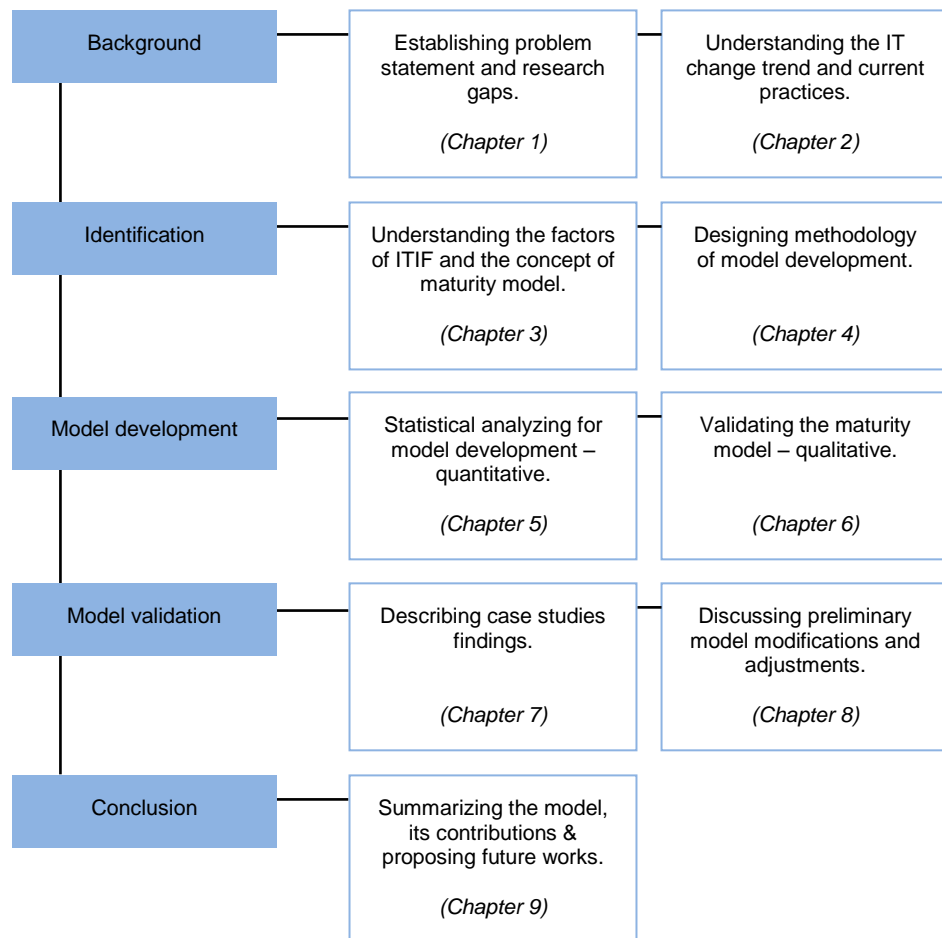 Background
Establishing problem
statement and research
gaps.
(Chapter 1)
Understanding the IT
change trend and current
practices.
(Chapter 2)
Identification
Understanding the factors
of ITIF and the concept of
maturity model.
(Chapter 3)
Designing methodology
of model development.
(Chapter 4)
Model development
Statistical analyzing for
model development –
quantitative.
(Chapter 5)
Validating the maturity
model – qualitative.
(Chapter 6)
Model validation
Describing case studies
findings.
(Chapter 7)
Discussing preliminary
model modifications and
adjustments.
(Chapter 8)
Conclusion
Summarizing the model,
its contributions &
proposing future works.
(Chapter 9)